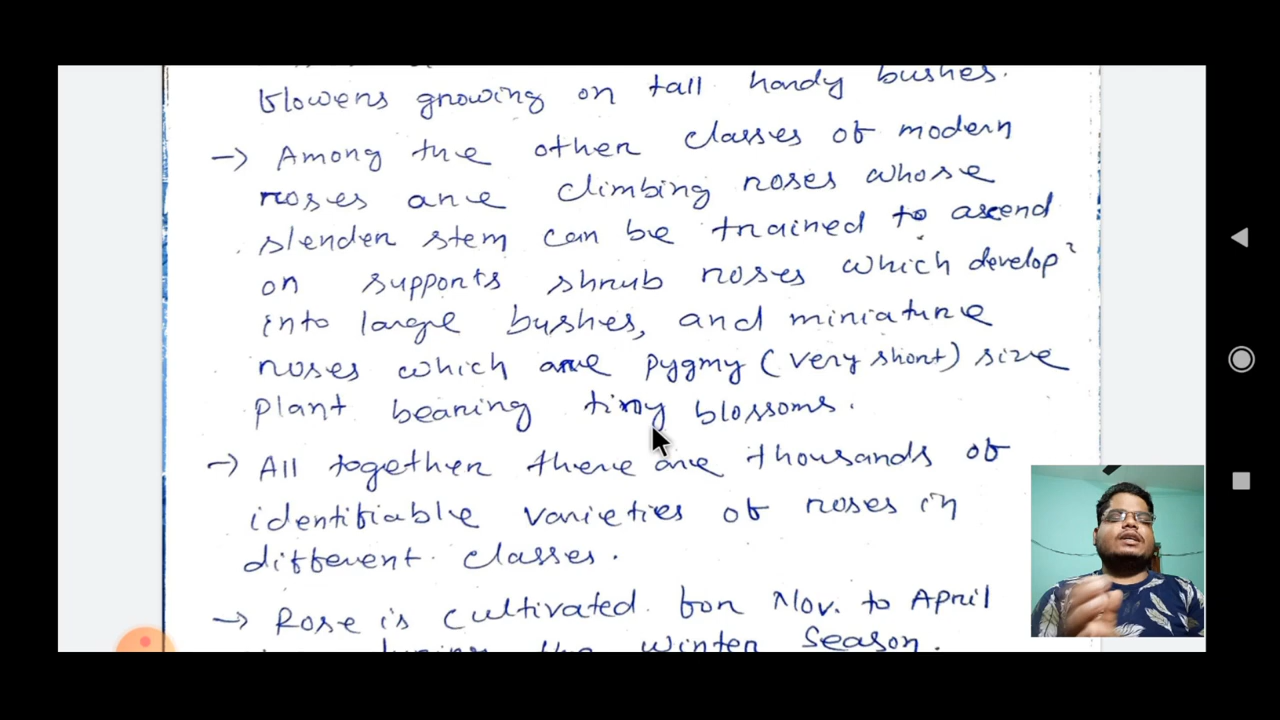 flowers growing on tall hardy bushes.
→ Among the other classes of modern
roses are climbing roses whose
slender stem can be trained to ascend
on supports shrub roses which develop
into large bushes, and miniature
roses which are pygmy (very short) size
plant bearing tiny blossoms.
→ All together there are thousands of
identifiable varieties of roses in
different classes.
→ Rose is cultivated for Nov. to April
during the winter season.